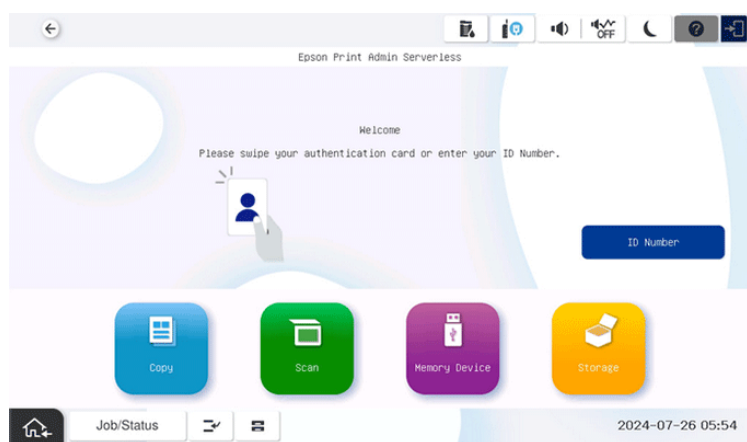 OFF
?
Epson Print Admin Serverless
Welcome
Please swipe your authentication card or enter your ID Number.
ID Number
Copy
Scan
Memory Device
Storage
Job/Status
2024-07-26 05:54